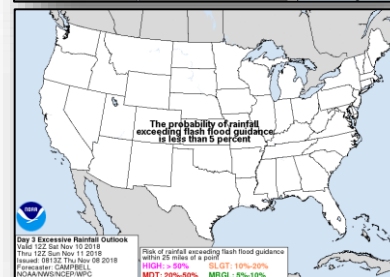 The probability of rainfall
exceeding flash flood guidance
is less than 5 percent
NOAA
Day 3 Excessive Rainfall Outlook
Valid 12Z Sat Nov 10 2018
Thru 12Z Sun Nov 11 2018
Issued: 0813Z Thu Nov 08 2018
Forecaster: CAMPBELL
NOAA/NWS/NCEP/WPC
Risk of rainfall exceeding flash flood guidance
within 25 miles of a point
HIGH: > 50% SLGT: 10%-20%
MDT: 20%-50% MRGL: 5%-10%